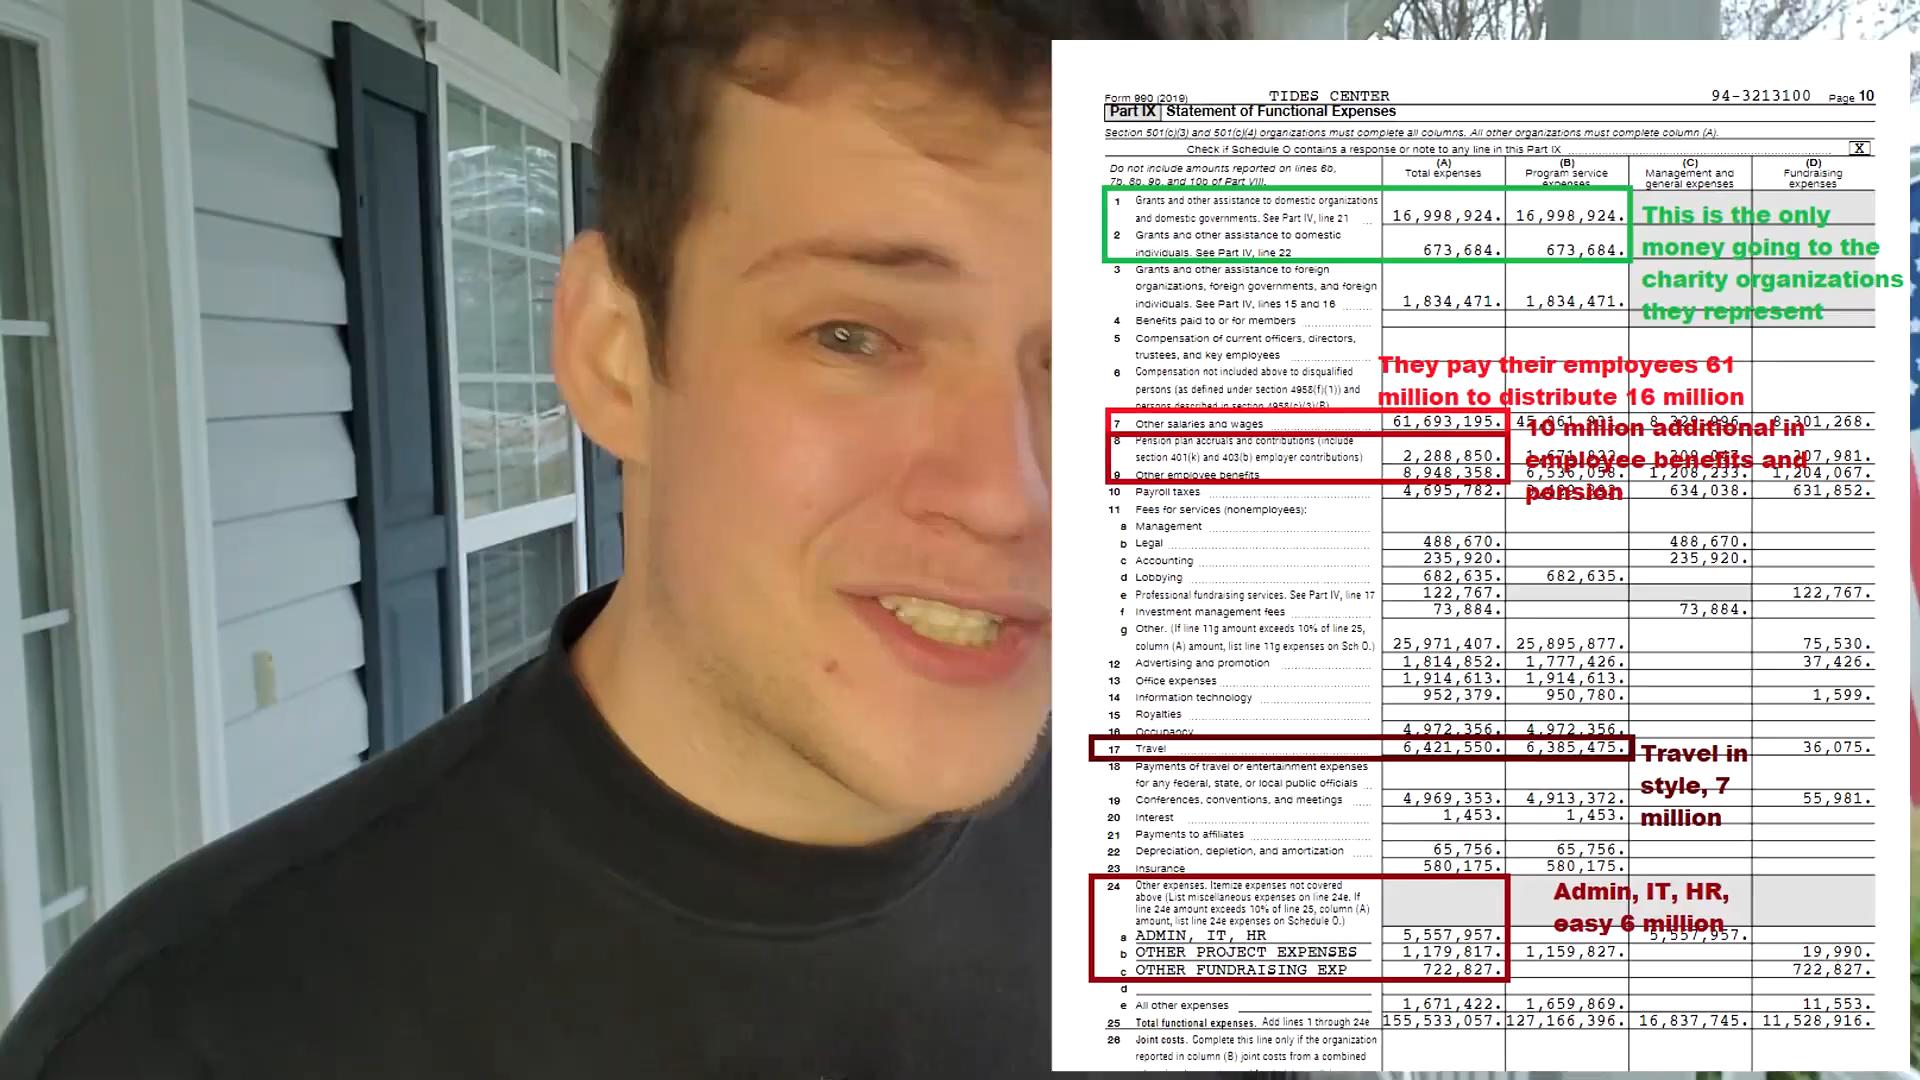 Form 990 (2019) TIDES CENTER 94-3213100 Page 10
Part IX Statement of Functional Expenses
Section 501(c)(3) and 501(c)(4) organizations must complete all columns. All other organizations must complete column (A).
Check if Schedule O contains a response or note to any line in this Part IX X
Do not include amounts reported on lines 6b,
7b, 8b, 9b, and 10b of Part VIII.
(A)
Total expenses
(B)
Program service
expenses
(C)
Management and
general expenses
(D)
Fundraising
expenses
1 Grants and other assistance to domestic organizations
and domestic governments. See Part IV, line 21 16,998,924. 16,998,924.
2 Grants and other assistance to domestic
individuals. See Part IV, line 22 673,684. 673,684.
This is the only
money going to the
charity organizations
they represent
3 Grants and other assistance to foreign
organizations, foreign governments, and foreign
individuals. See Part IV, lines 15 and 16 1,834,471. 1,834,471.
4 Benefits paid to or for members
5 Compensation of current officers, directors,
trustees, and key employees
6 Compensation not included above to disqualified
persons (as defined under section 4958(f)(1)) and
persons described in section 4958(c)(3)(B)
They pay their employees 61
million to distribute 16 million
7 Other salaries and wages 61,693,195. 8,301,268.
8 Pension plan accruals and contributions (include
section 401(k) and 403(b) employer contributions) 2,288,850.
9 Other employee benefits 8,948,358. 1,208,233. 1,204,067.
10 million additional in
employee benefits and
pension
10 Payroll taxes 4,695,782. 634,038. 631,852.
11 Fees for services (nonemployees):
a Management
b Legal 488,670. 488,670.
c Accounting 235,920. 235,920.
d Lobbying 682,635. 682,635.
e Professional fundraising services. See Part IV, line 17 122,767. 122,767.
f Investment management fees 73,884. 73,884.
g Other. (If line 11g amount exceeds 10% of line 25,
column (A) amount, list line 11g expenses on Sch O.) 25,971,407. 25,895,877. 75,530.
12 Advertising and promotion 1,814,852. 1,777,426. 37,426.
13 Office expenses 1,914,613. 1,914,613.
14 Information technology 952,379. 950,780. 1,599.
15 Royalties
16 Occupancy 4,972,356. 4,972,356.
17 Travel 6,421,550. 6,385,475. 36,075.
Travel in
style, 7
million
18 Payments of travel or entertainment expenses
for any federal, state, or local public officials
19 Conferences, conventions, and meetings 4,969,353. 4,913,372. 55,981.
20 Interest 1,453. 1,453.
21 Payments to affiliates
22 Depreciation, depletion, and amortization 65,756. 65,756.
23 Insurance 580,175. 580,175.
24 Other expenses. Itemize expenses not covered
above (List miscellaneous expenses on line 24e. If
line 24e amount exceeds 10% of line 25, column (A)
amount, list line 24e expenses on Schedule O.)
Admin, IT, HR,
easy 6 million
a ADMIN, IT, HR 5,557,957. 5,557,957.
b OTHER PROJECT EXPENSES 1,179,817. 1,159,827. 19,990.
c OTHER FUNDRAISING EXP 722,827. 722,827.
d
e All other expenses 1,671,422. 1,659,869. 11,553.
25 Total functional expenses. Add lines 1 through 24e 155,533,057. 127,166,396. 16,837,745. 11,528,916.
26 Joint costs. Complete this line only if the organization
reported in column (B) joint costs from a combined